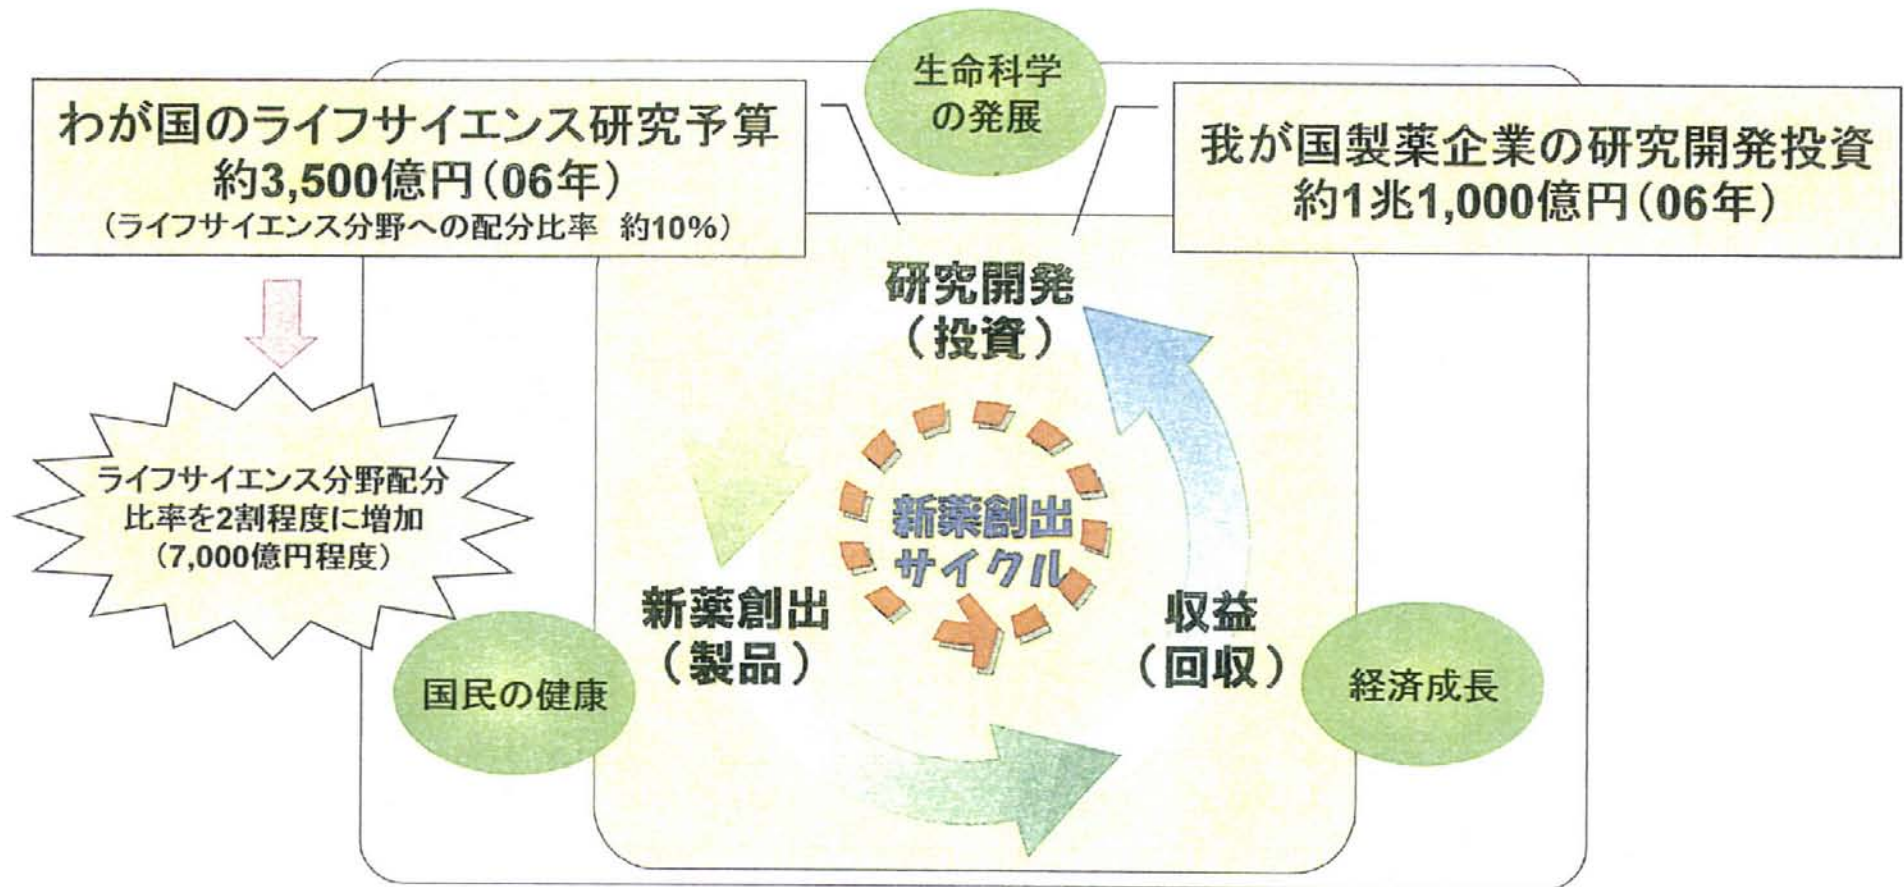 生命科学
の発展
わが国のライフサイエンス研究予算
約3,500億円(06年)
(ライフサイエンス分野への配分比率 約10%)
我が国製薬企業の研究開発投資
約1兆1,000億円(06年)
研究開発
(投資)
ライフサイエンス分野配分
比率を2割程度に増加
(7,000億円程度)
新薬創出
サイクル
新薬創出
(製品)
収益
(回収)
国民の健康
経済成長